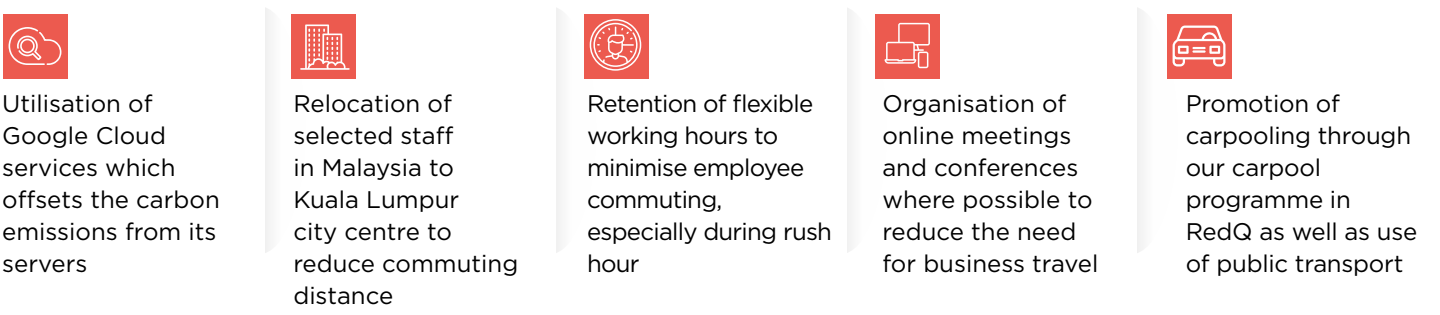 Utilisation of
Google Cloud
services which
offsets the carbon
emissions from its
servers
Relocation of
selected staff
in Malaysia to
Kuala Lumpur
city centre to
reduce commuting
distance
Retention of flexible
working hours to
minimise employee
commuting,
especially during rush
hour
Organisation of
online meetings
and conferences
where possible to
reduce the need
for business travel
Promotion of
carpooling through
our carpool
programme in
RedQ as well as use
of public transport